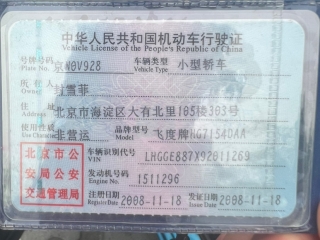 中华人民共和国机动车行驶证
Vehicle License of the People's Republic of China
号牌号码 京N0V928 车辆类型 小型轿车
Plate No. Vehicle Type
所有人 封雪菲
Owner
住址 北京市海淀区大有北里105楼303号
使用性质 非营运 品牌型号 飞度牌HG7154DAA
北京市公安局公安交通管理局
车辆识别代号 LHGGE887X92011269
VIN
发动机号码 1511296
Engine No.
注册日期 2008-11-18 发证日期 2008-11-18
Register Date Issue Date